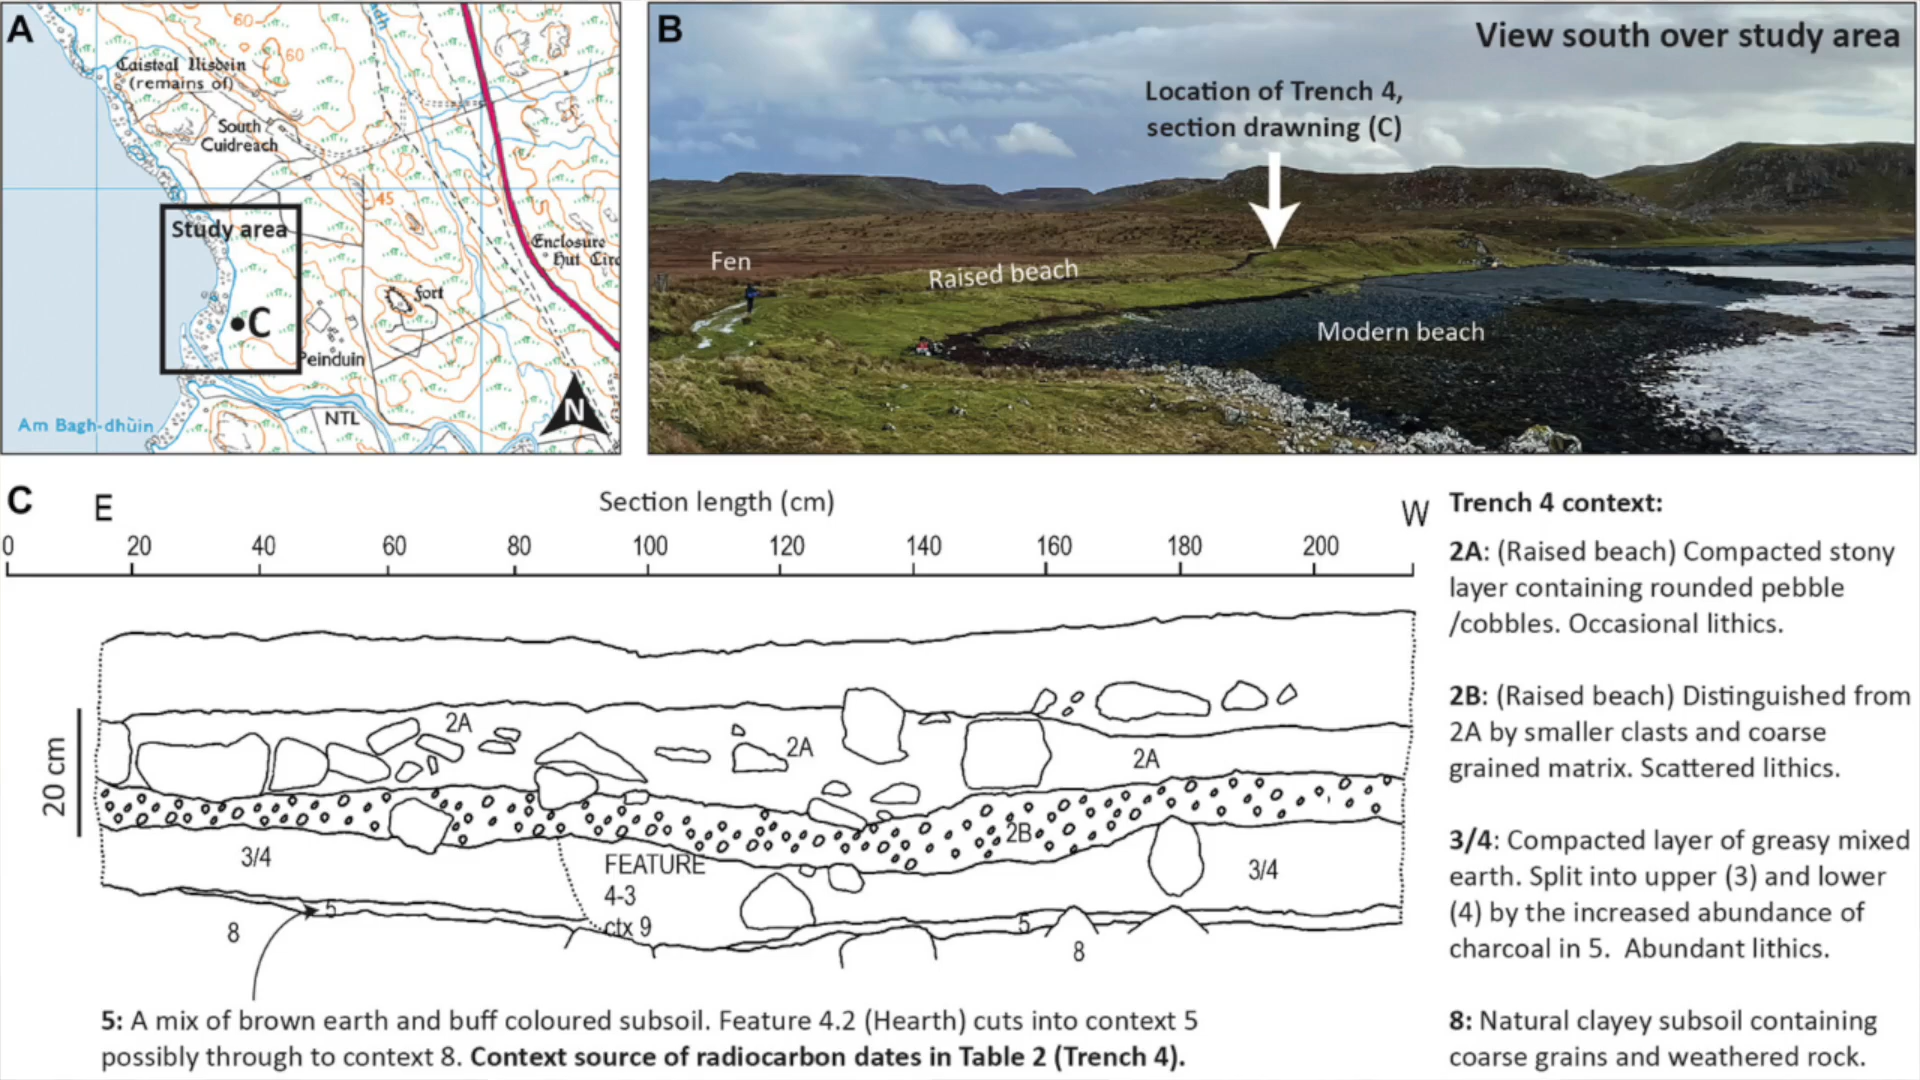 A
60
60
Caisteal Uisdein
(remains of)
South
Cuidreach
45
Study area
Enclosure
Hut Circ
fort
C
Peinduin
N
NTL
Am Bagh-dhùin
B
View south over study area
Location of Trench 4,
section drawning (C)
Fen
Raised beach
Modern beach
C
E
Section length (cm)
W
0 20 40 60 80 100 120 140 160 180 200
20 cm
2A
2A
2A
2B
3/4
FEATURE
4-3
ctx 9
3/4
5
5
8
8
5: A mix of brown earth and buff coloured subsoil. Feature 4.2 (Hearth) cuts into context 5
possibly through to context 8. Context source of radiocarbon dates in Table 2 (Trench 4).
Trench 4 context:
2A: (Raised beach) Compacted stony
layer containing rounded pebble
/cobbles. Occasional lithics.
2B: (Raised beach) Distinguished from
2A by smaller clasts and coarse
grained matrix. Scattered lithics.
3/4: Compacted layer of greasy mixed
earth. Split into upper (3) and lower
(4) by the increased abundance of
charcoal in 5. Abundant lithics.
8: Natural clayey subsoil containing
coarse grains and weathered rock.